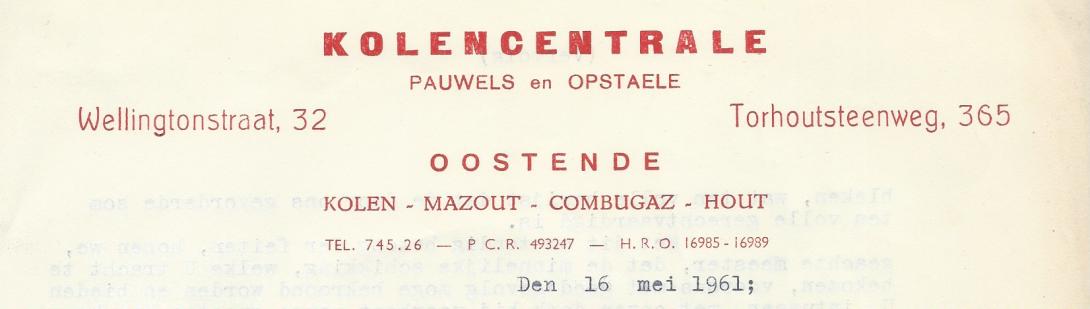 KOLENCENTRALE
PAUWELS en OPSTAELE
Wellingtonstraat, 32 Torhoutsteenweg, 365
OOSTENDE
KOLEN - MAZOUT - COMBUGAZ - HOUT
TEL. 745.26 — P C. R. 493247 — H. R. O. 16985 - 16989
Den 16 mei 1961;